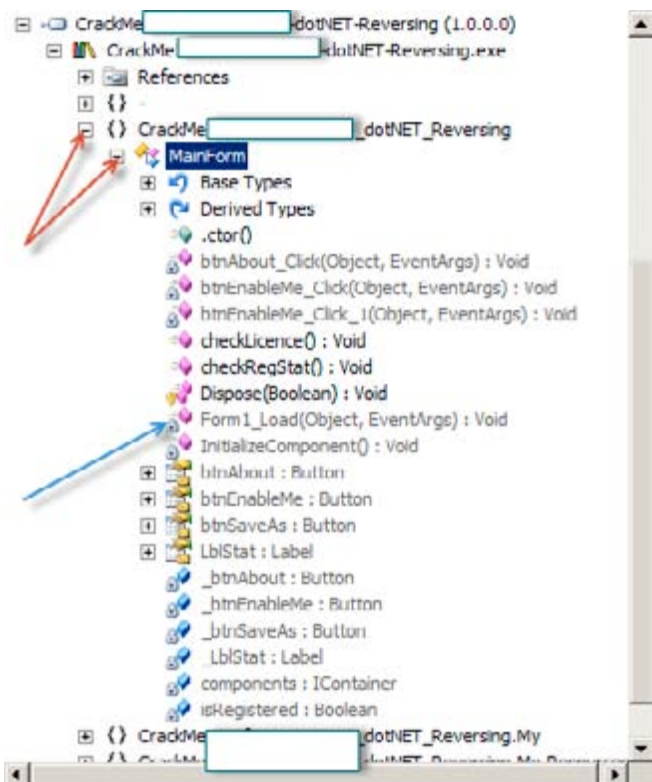 CrackMe -dotNET-Reversing (1.0.0.0)
CrackMe -dotNET-Reversing.exe
References
{} -
{} CrackMe _dotNET_Reversing
MainForm
Base Types
Derived Types
.ctor()
btnAbout_Click(Object, EventArgs) : Void
btnEnableMe_Click(Object, EventArgs) : Void
btnEnableMe_Click_1(Object, EventArgs) : Void
checkLicence() : Void
checkRegStat() : Void
Dispose(Boolean) : Void
Form1_Load(Object, EventArgs) : Void
InitializeComponent() : Void
btnAbout : Button
btnEnableMe : Button
btnSaveAs : Button
LblStat : Label
_btnAbout : Button
_btnEnableMe : Button
_btnSaveAs : Button
_LblStat : Label
components : IContainer
isRegistered : Boolean
{} CrackMe _dotNET_Reversing.My